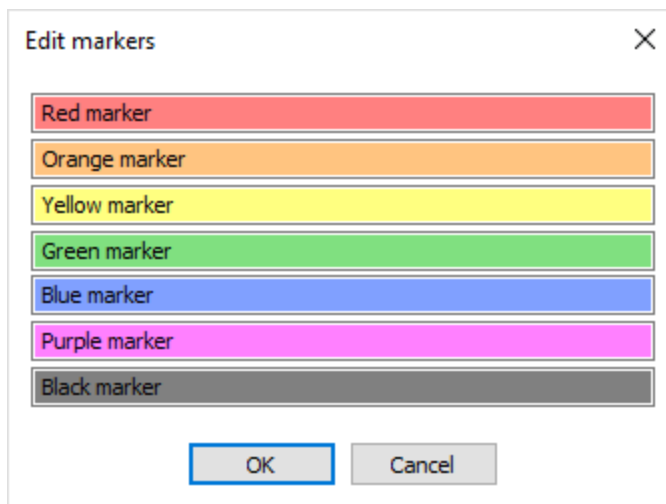 Edit markers
Red marker
Orange marker
Yellow marker
Green marker
Blue marker
Purple marker
Black marker
OK
Cancel